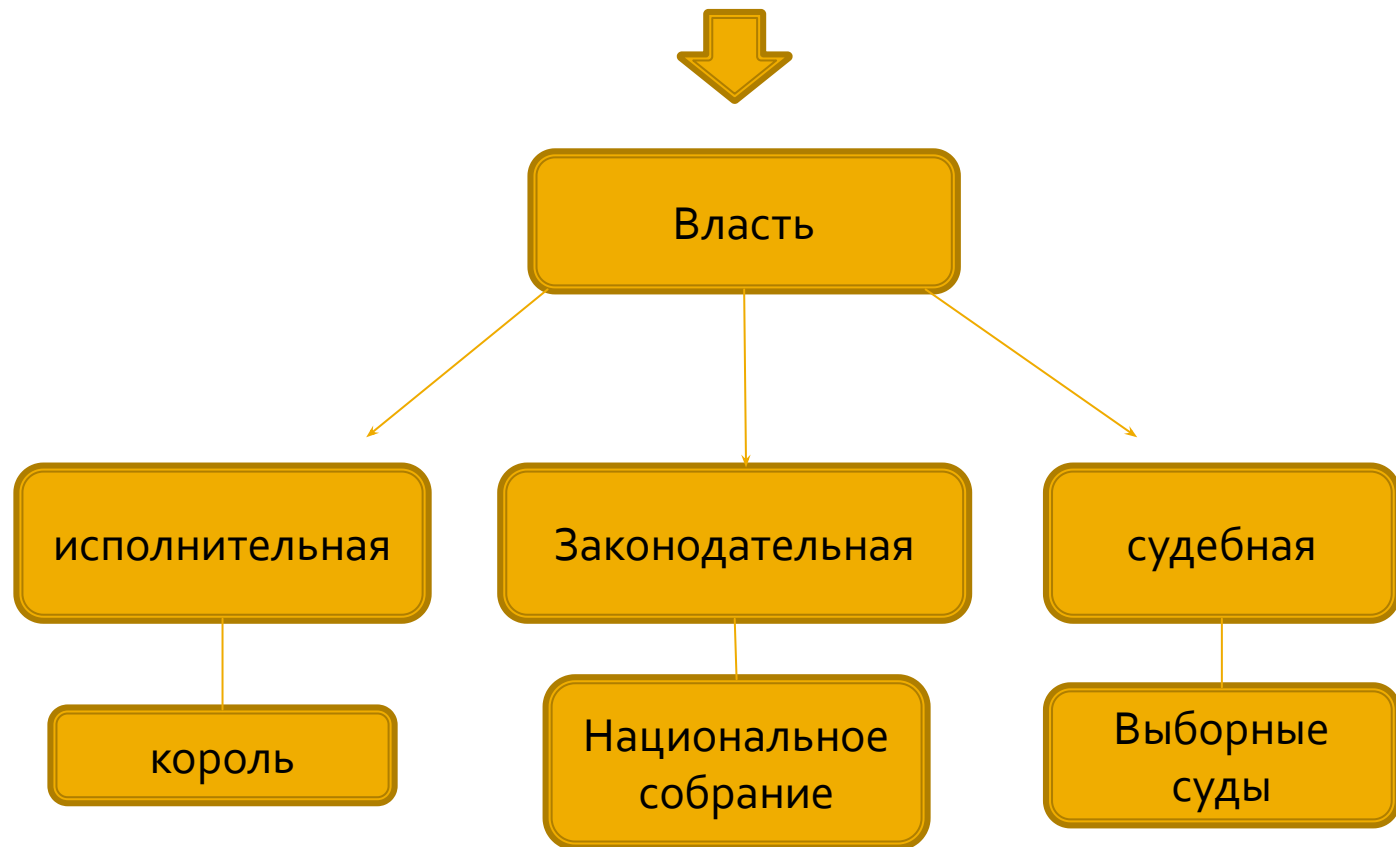 Власть
исполнительная
Законодательная
судебная
король
Национальное
собрание
Выборные
суды